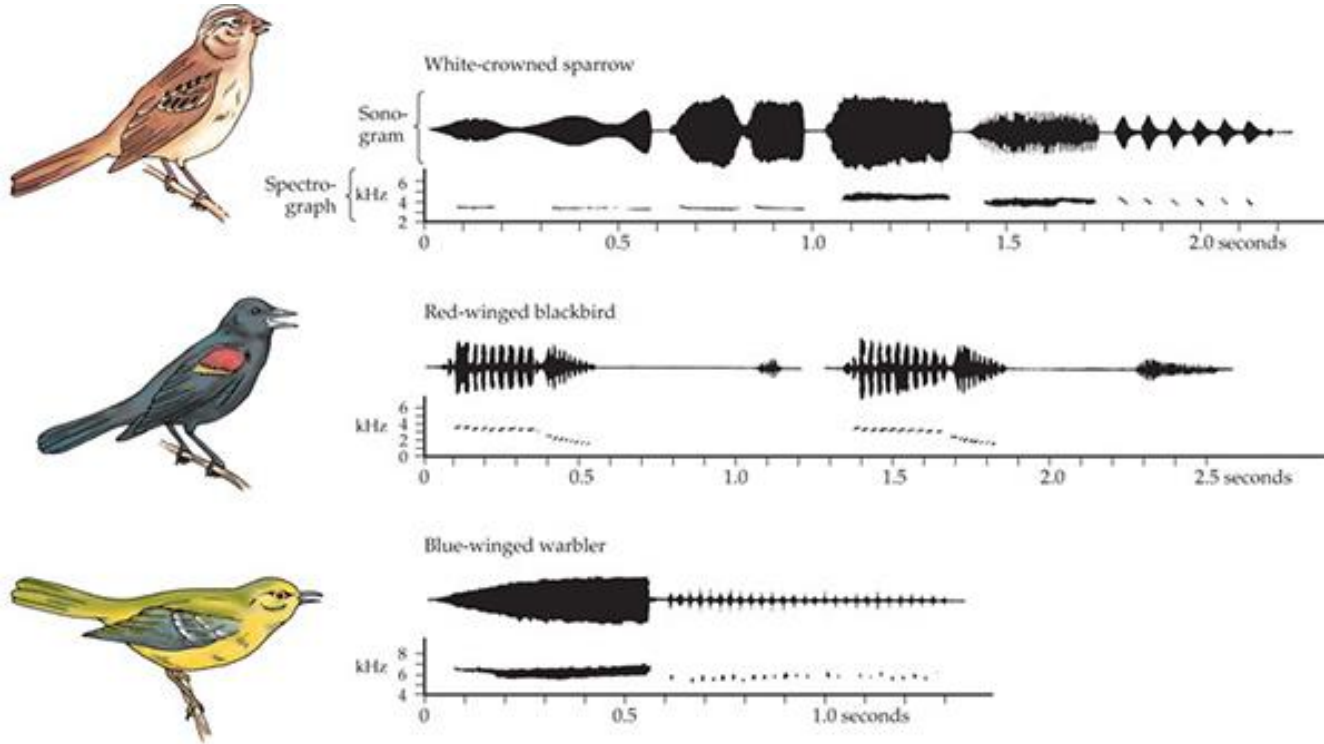 White-crowned sparrow
Sono-
gram
Spectro-
graph
kHz
6
4
2
0 0.5 1.0 1.5 2.0 seconds
Red-winged blackbird
kHz
6
4
2
0
0 0.5 1.0 1.5 2.0 2.5 seconds
Blue-winged warbler
kHz
8
6
4
0 0.5 1.0 seconds